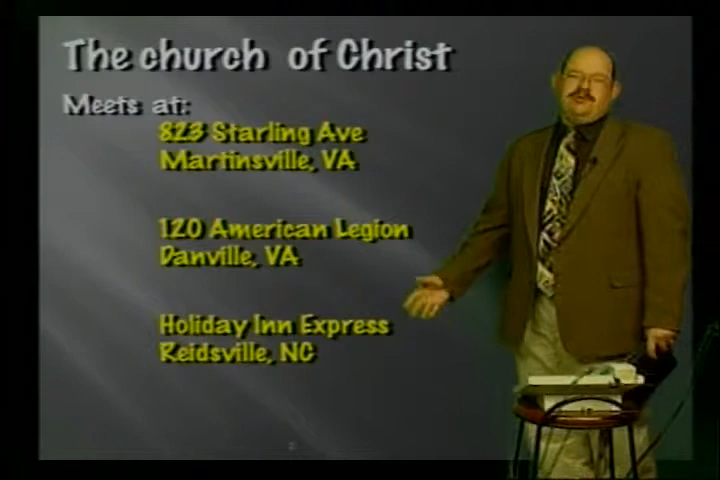 The church of Christ
Meets at:
823 Starling Ave
Martinsville, VA
120 American Legion
Danville, VA
Holiday Inn Express
Reidsville, NC